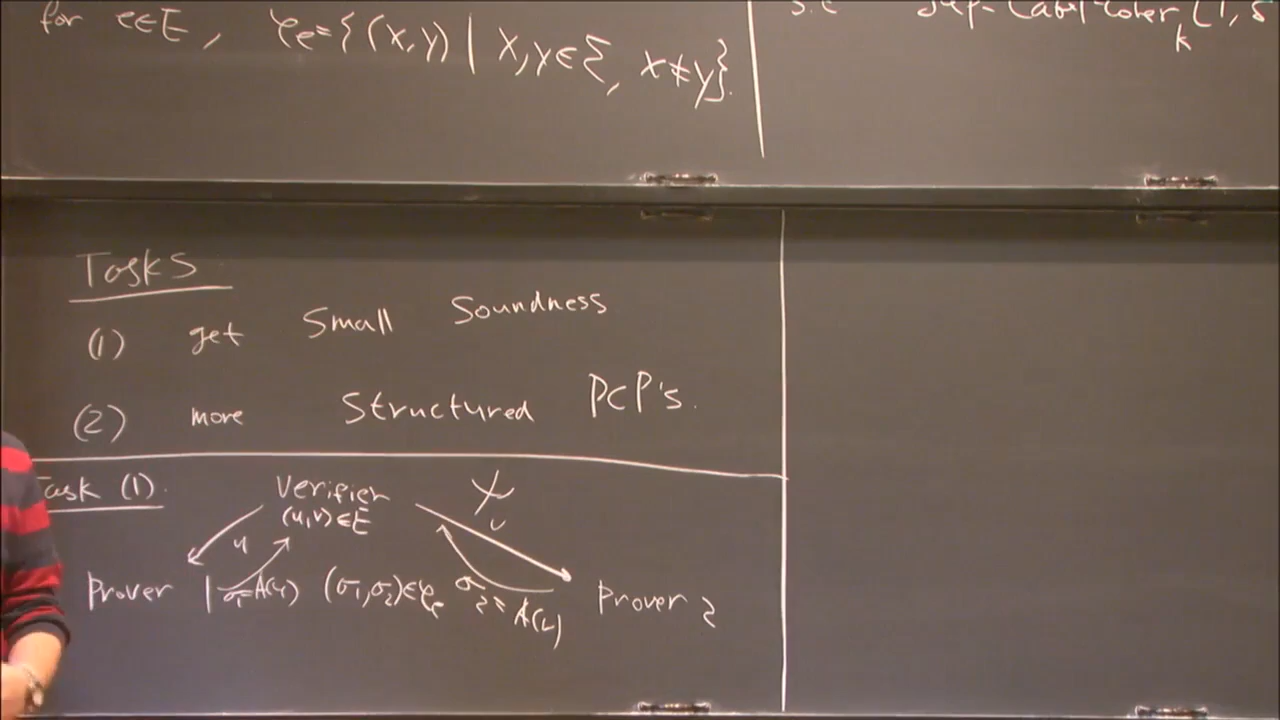 for e∈E, φe={(x,y) | x,y∈Σ, x≠y}.
s.t
k
Tasks
(1) get small soundness
(2) more structured PCP's.
Task (1).
Verifier
(u,v)∈E
u
v
Prover 1 σ1=A(u) (σ1,σ2)∈φe σ2=A(v) Prover 2